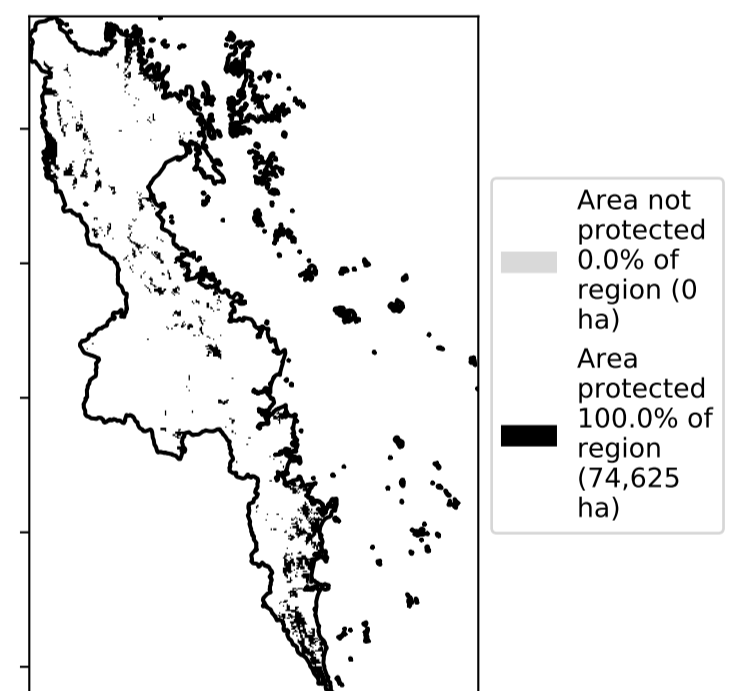 Area not
protected
0.0% of
region (0
ha)
Area
protected
100.0% of
region
(74,625
ha)